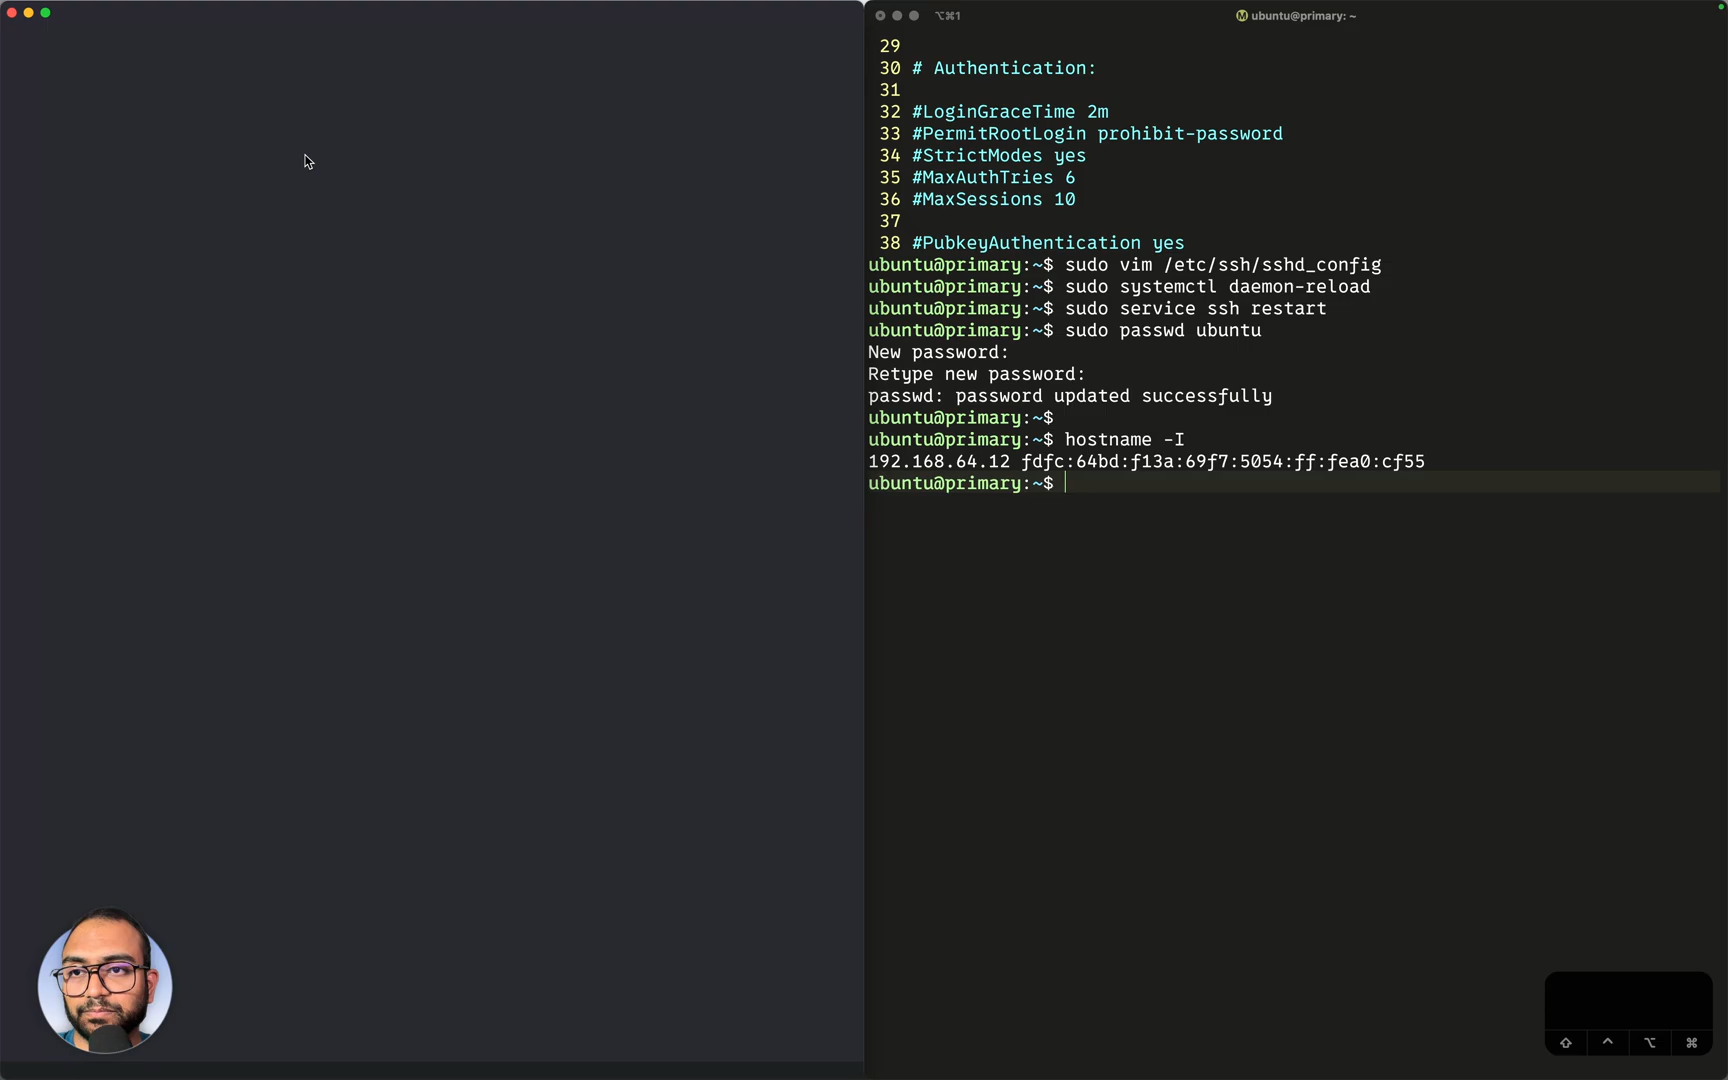 ⌥⌘1
ubuntu@primary: ~
29
30 # Authentication:
31
32 #LoginGraceTime 2m
33 #PermitRootLogin prohibit-password
34 #StrictModes yes
35 #MaxAuthTries 6
36 #MaxSessions 10
37
38 #PubkeyAuthentication yes
ubuntu@primary:~$ sudo vim /etc/ssh/sshd_config
ubuntu@primary:~$ sudo systemctl daemon-reload
ubuntu@primary:~$ sudo service ssh restart
ubuntu@primary:~$ sudo passwd ubuntu
New password:
Retype new password:
passwd: password updated successfully
ubuntu@primary:~$
ubuntu@primary:~$ hostname -I
192.168.64.12 fdfc:64bd:f13a:69f7:5054:ff:fea0:cf55
ubuntu@primary:~$